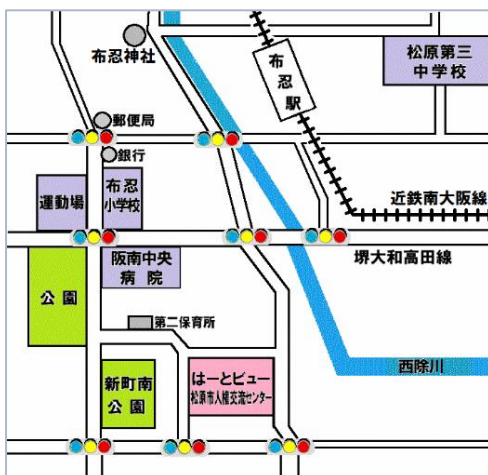 布忍神社
布忍駅
松原第三
中学校
郵便局
銀行
運動場
布忍
小学校
近鉄南大阪線
阪南中央
病院
堺大和高田線
公園
第二保育所
西除川
新町南
公園
はーとビュー
松原市人権交流センター